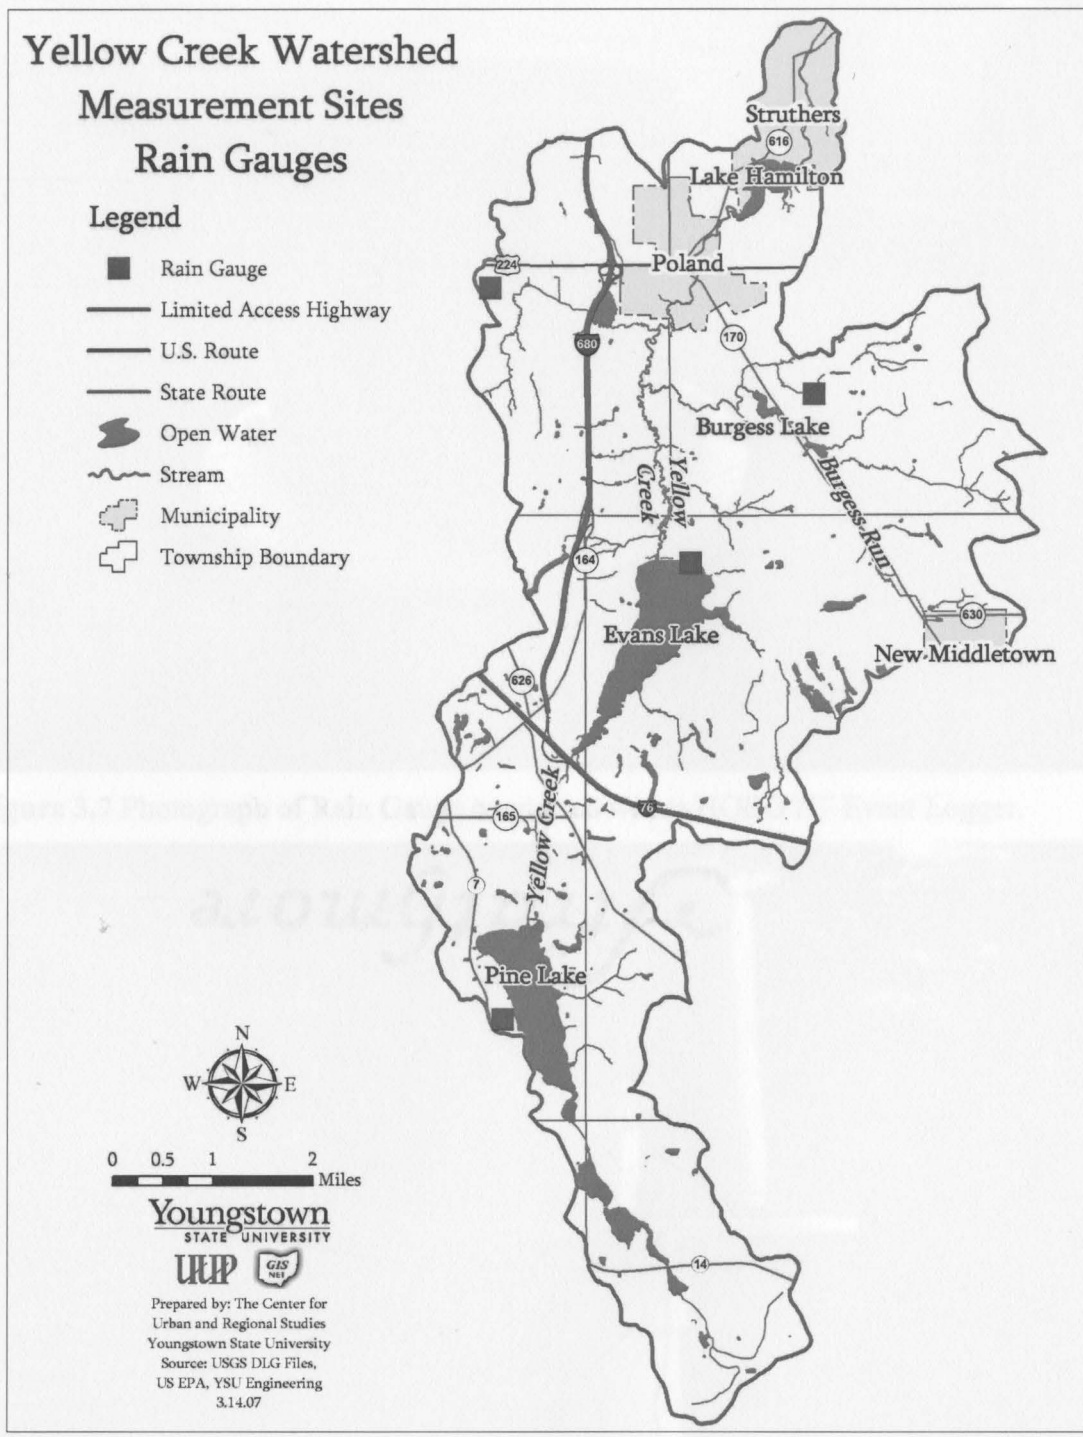 Yellow Creek Watershed
Measurement Sites
Rain Gauges
Legend
Rain Gauge
Limited Access Highway
U.S. Route
State Route
Open Water
Stream
Municipality
Township Boundary
Struthers
616
Lake Hamilton
224
Poland
680
170
Burgess Lake
Yellow
Creek
Burgess Run
164
Evans Lake
630
New Middletown
626
76
165
Yellow Creek
7
Pine Lake
14
N
W E
S
0 0.5 1 2
Miles
Youngstown
STATE UNIVERSITY
GIS
NET
Prepared by: The Center for
Urban and Regional Studies
Youngstown State University
Source: USGS DLG Files,
US EPA, YSU Engineering
3.14.07